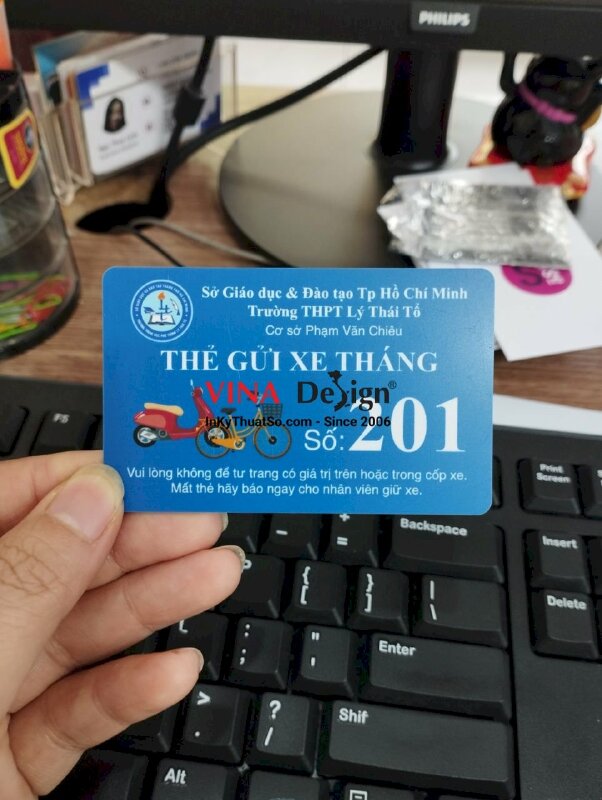 PHILIPS
Sở Giáo dục & Đào tạo Tp Hồ Chí Minh
Trường THPT Lý Thái Tổ
Cơ sở Phạm Văn Chiêu
THẺ GỬI XE THÁNG
VINA Design®
InKyThuatSo.com - Since 2006
Số: 201
Vui lòng không để tư trang có giá trị trên hoặc trong cốp xe.
Mất thẻ hãy báo ngay cho nhân viên giữ xe.
F5
Print Screen
Backspace
Insert
Delete
Enter
Shift
Alt